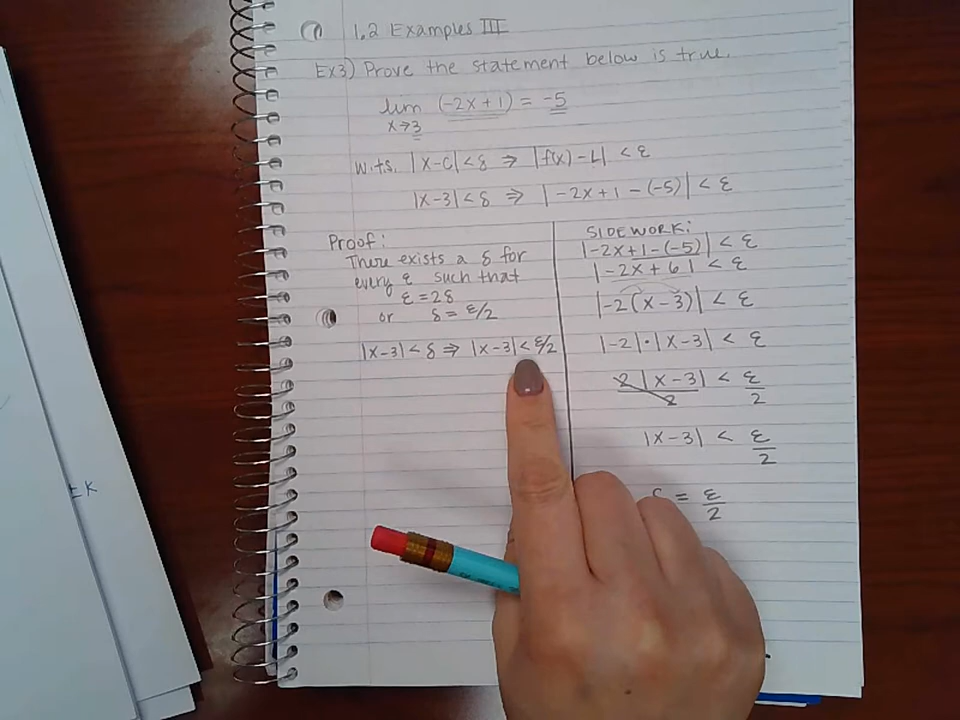 1.2 Examples III
Ex3) Prove the statement below is true.
lim (-2x+1) = -5
x→3
w.t.s. |x-c| < δ ⇒ |f(x)-L| < ε
|x-3| < δ ⇒ |-2x+1-(-5)| < ε
Proof:
There exists a δ for
every ε such that
ε = 2δ
or δ = ε/2
|x-3| < δ ⇒ |x-3| < ε/2
SIDEWORK:
|-2x+1-(-5)| < ε
|-2x+6| < ε
|-2(x-3)| < ε
|-2|·|x-3| < ε
2|x-3| < ε
2 2
|x-3| < ε
2
= ε
2
EK